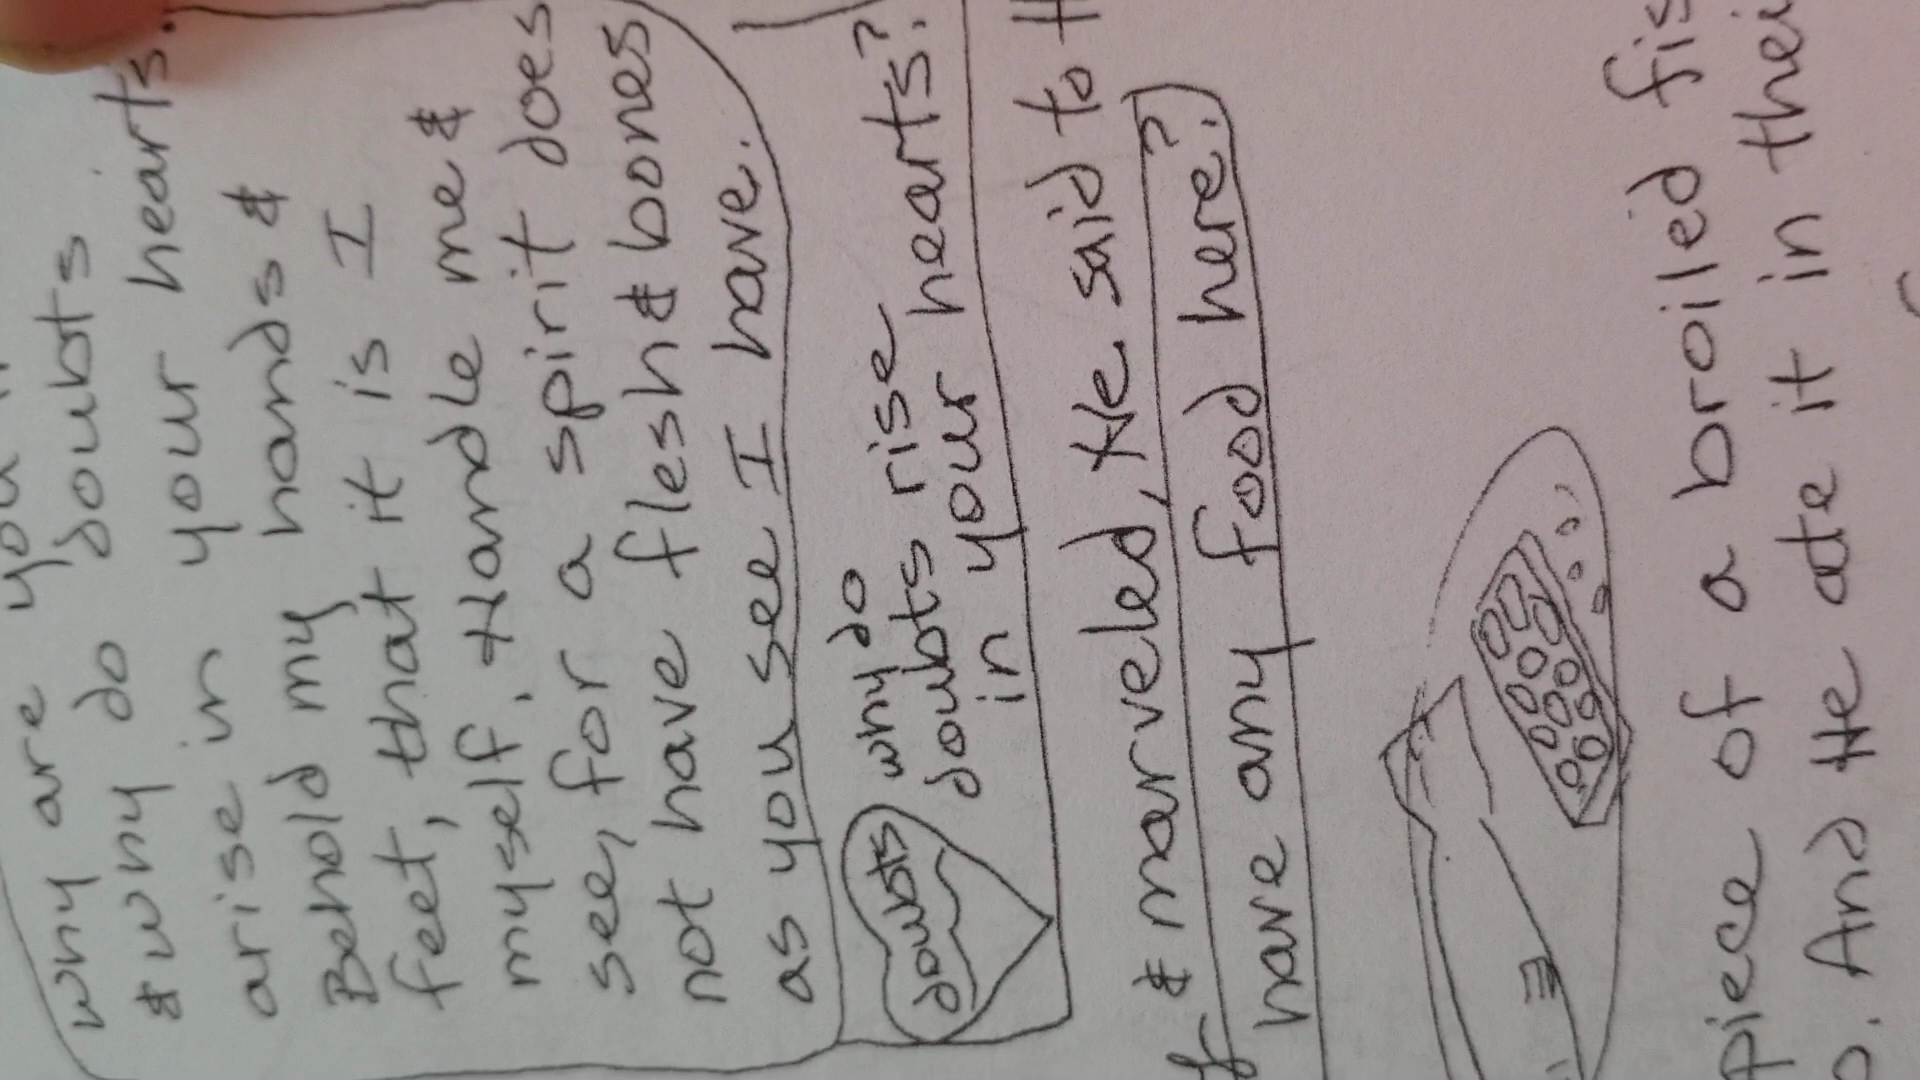 why are you
& why do doubts
arise in your hearts.
Behold my hands &
feet, that it is I
myself. Handle me &
see, for a spirit does
not have flesh & bones
as you see I have.
doubts
why do
doubts rise
in your hearts?
& marveled, He said to
have any food here?
piece of a broiled
And He ate it in